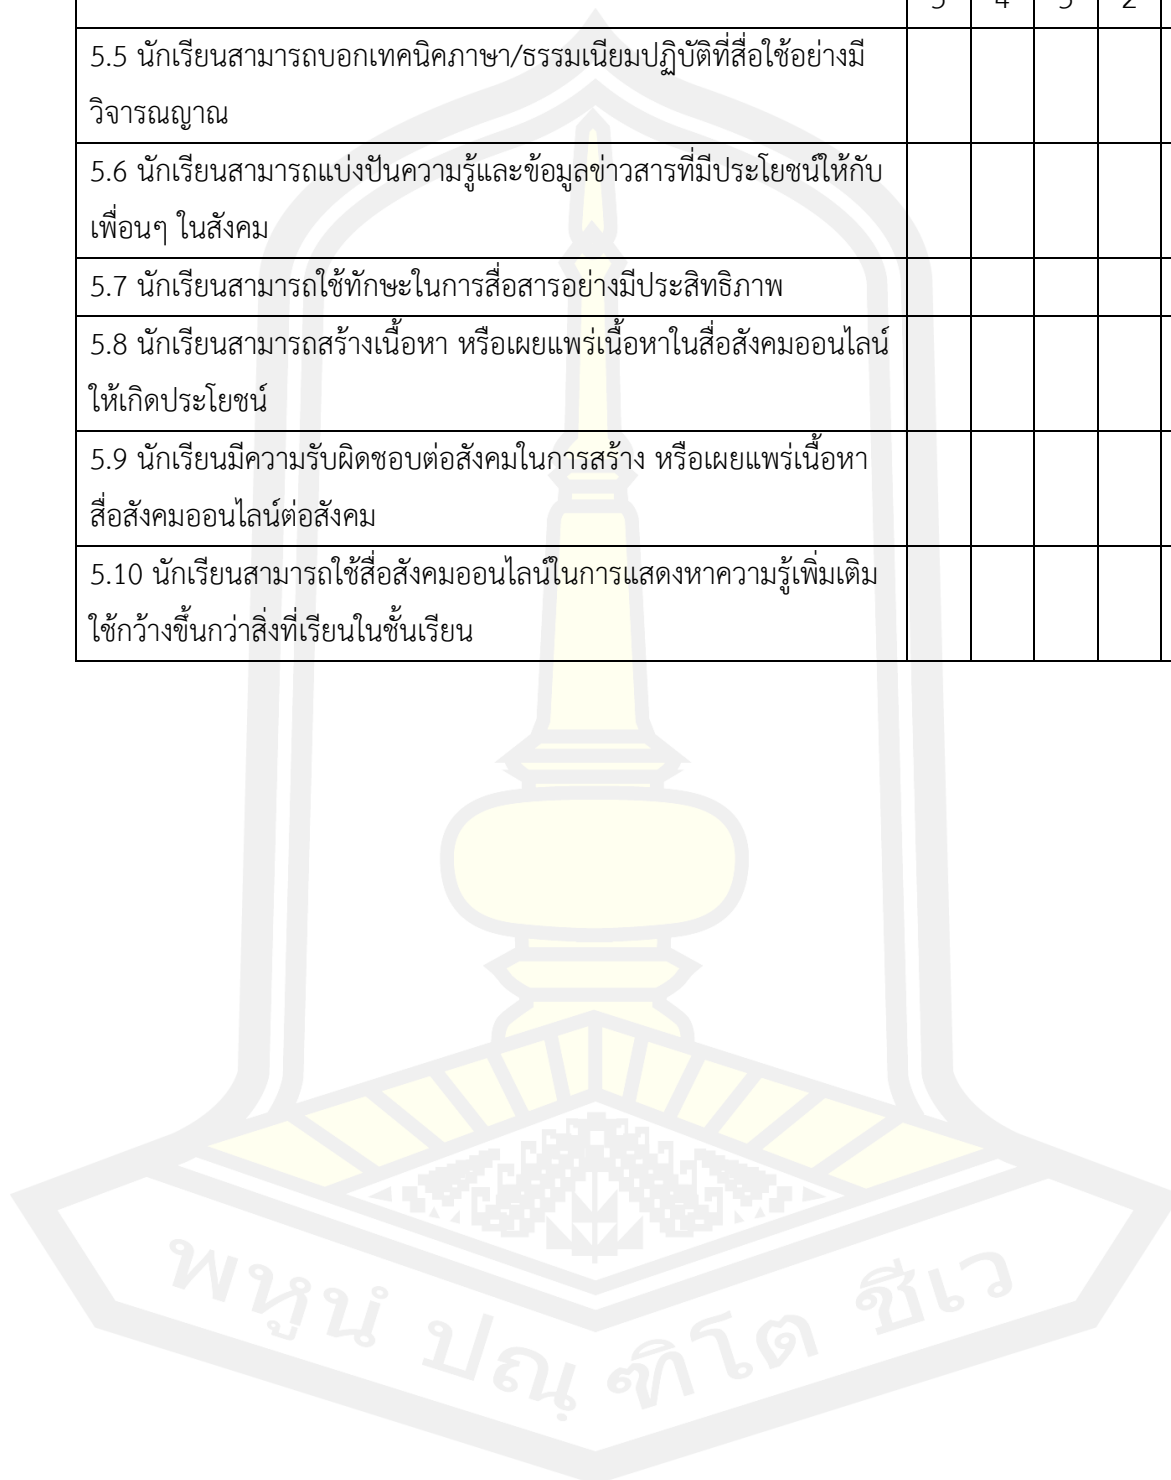 5 4 3 2
5.5 นักเรียนสามารถบอกเทคนิคภาษา/ธรรมเนียมปฏิบัติที่สื่อใช้อย่างมี
วิจารณญาณ
5.6 นักเรียนสามารถแบ่งปันความรู้และข้อมูลข่าวสารที่มีประโยชน์ให้กับ
เพื่อนๆ ในสังคม
5.7 นักเรียนสามารถใช้ทักษะในการสื่อสารอย่างมีประสิทธิภาพ
5.8 นักเรียนสามารถสร้างเนื้อหา หรือเผยแพร่เนื้อหาในสื่อสังคมออนไลน์
ให้เกิดประโยชน์
5.9 นักเรียนมีความรับผิดชอบต่อสังคมในการสร้าง หรือเผยแพร่เนื้อหา
สื่อสังคมออนไลน์ต่อสังคม
5.10 นักเรียนสามารถใช้สื่อสังคมออนไลน์ในการแสดงหาความรู้เพิ่มเติม
ใช้กว้างขึ้นกว่าสิ่งที่เรียนในชั้นเรียน
พหูนํ ปณฺฑิโต ชีเว